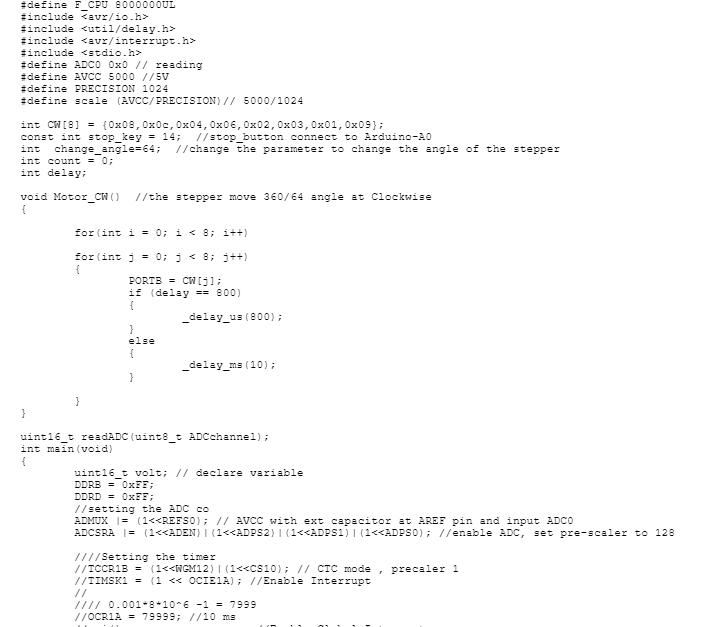 #define F_CPU 8000000UL
#include <avr/io.h>
#include <util/delay.h>
#include <avr/interrupt.h>
#include <stdio.h>
#define ADC0 0x0 // reading
#define AVCC 5000 //5V
#define PRECISION 1024
#define scale (AVCC/PRECISION)// 5000/1024

int CW[8] = {0x08,0x0c,0x04,0x06,0x02,0x03,0x01,0x09};
const int stop_key = 14;  //stop_button connect to Arduino-A0
int  change_angle=64;  //change the parameter to change the angle of the stepper
int count = 0;
int delay;

void Motor_CW()  //the stepper move 360/64 angle at Clockwise
{

        for(int i = 0; i < 8; i++)

        for(int j = 0; j < 8; j++)
        {
                PORTB = CW[j];
                if (delay == 800)
                {
                        _delay_us(800);
                }
                else
                {
                        _delay_ms(10);
                }

        }
}

uint16_t readADC(uint8_t ADCchannel);
int main(void)
{
        uint16_t volt; // declare variable
        DDRB = 0xFF;
        DDRD = 0xFF;
        //setting the ADC co
        ADMUX |= (1<<REFS0); // AVCC with ext capacitor at AREF pin and input ADC0
        ADCSRA |= (1<<ADEN)|(1<<ADPS2)|(1<<ADPS1)|(1<<ADPS0); //enable ADC, set pre-scaler to 128

        ////Setting the timer
        //TCCR1B = (1<<WGM12)|(1<<CS10); // CTC mode , precaler 1
        //TIMSK1 = (1 << OCIE1A); //Enable Interrupt
        //
        //// 0.001*8*10^6 -1 = 7999
        //OCR1A = 79999; //10 ms